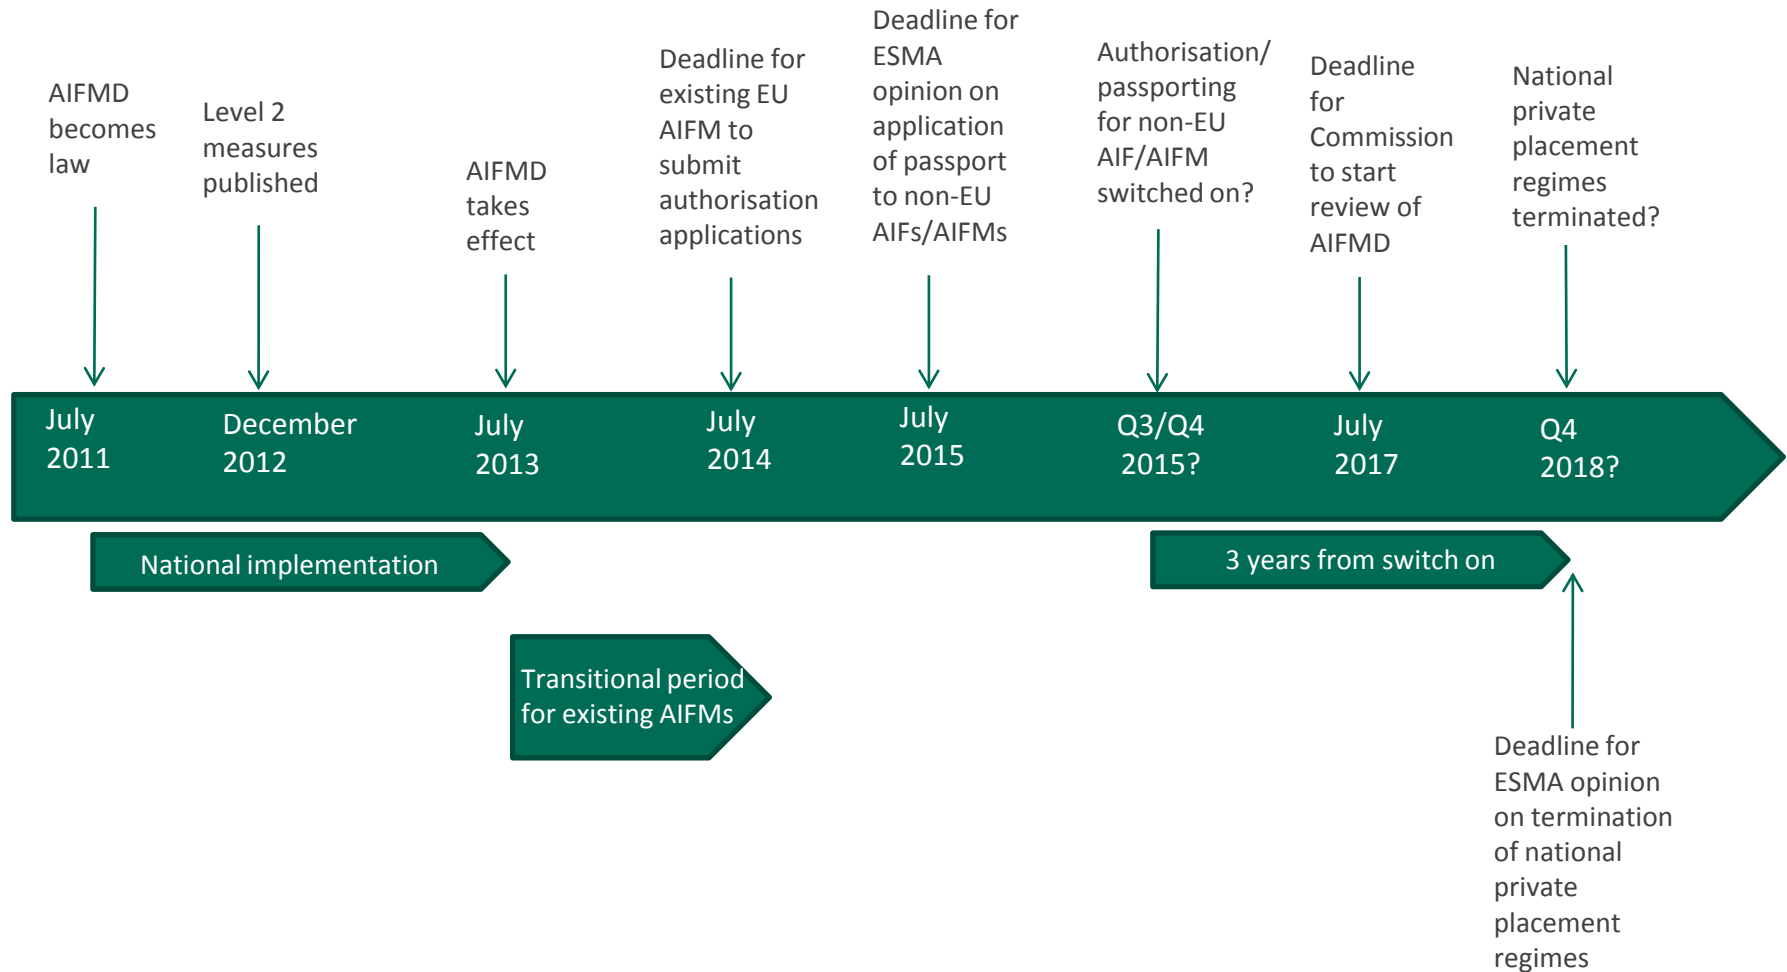 AIFMD
becomes
law
Level 2
measures
published
AIFMD
takes
effect
Deadline for
existing EU
AIFM to
submit
authorisation
applications
Deadline for
ESMA
opinion on
application
of passport
to non-EU
AIFs/AIFMs
Authorisation/
passporting
for non-EU
AIF/AIFM
switched on?
Deadline
for
Commission
to start
review of
AIFMD
National
private
placement
regimes
terminated?
July
2011
December
2012
July
2013
July
2014
July
2015
Q3/Q4
2015?
July
2017
Q4
2018?
National implementation
3 years from switch on
Transitional period
for existing AIFMs
Deadline for
ESMA opinion
on termination
of national
private
placement
regimes